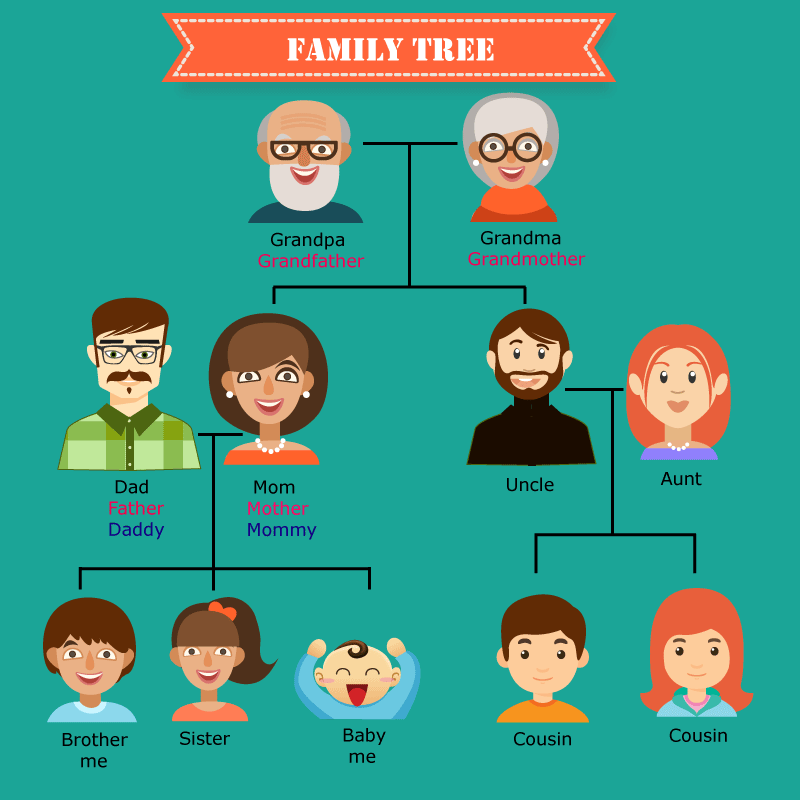 FAMILY TREE
Grandpa
Grandfather
Grandma
Grandmother
Dad
Father
Daddy
Mom
Mother
Mommy
Uncle
Aunt
Brother
me
Sister
Baby
me
Cousin
Cousin